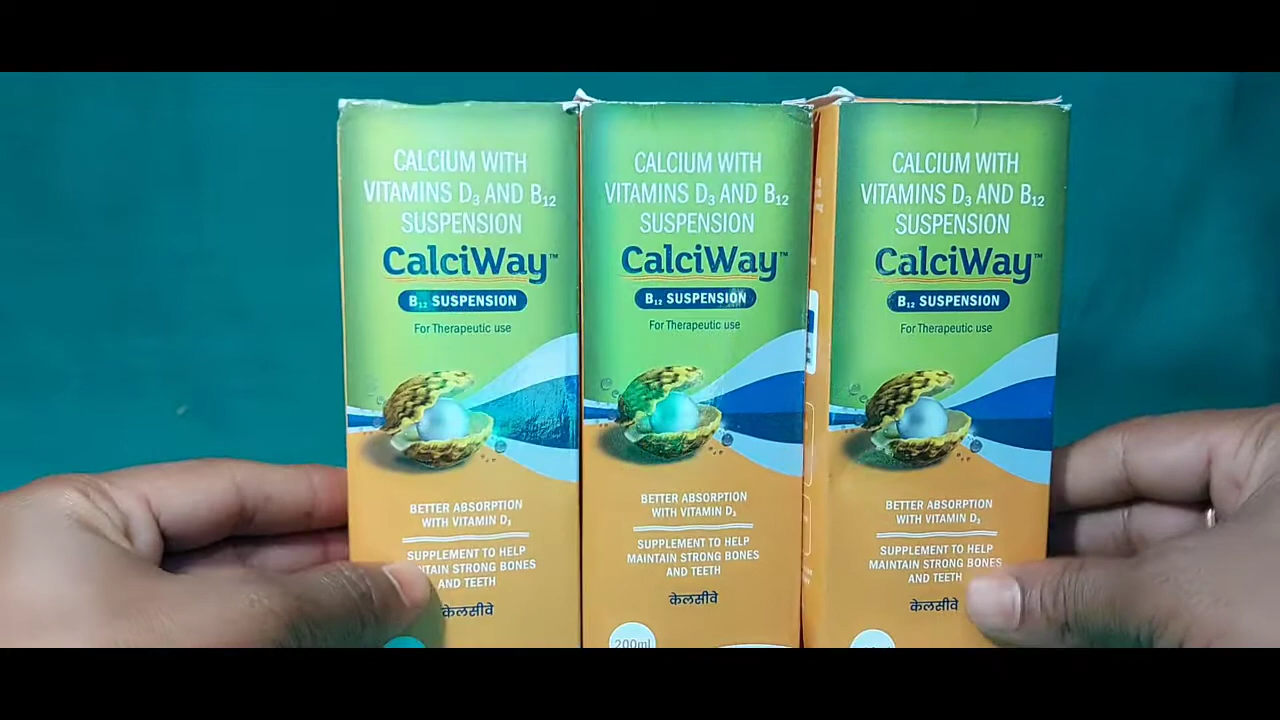 CALCIUM WITH
VITAMINS D₃ AND B₁₂
SUSPENSION
CalciWay™
B₁₂ SUSPENSION
For Therapeutic use
BETTER ABSORPTION
WITH VITAMIN D₃
SUPPLEMENT TO HELP
MAINTAIN STRONG BONES
AND TEETH
केलसीवे
CALCIUM WITH
VITAMINS D₃ AND B₁₂
SUSPENSION
CalciWay™
B₁₂ SUSPENSION
For Therapeutic use
BETTER ABSORPTION
WITH VITAMIN D₃
SUPPLEMENT TO HELP
MAINTAIN STRONG BONES
AND TEETH
केलसीवे
200ml
CALCIUM WITH
VITAMINS D₃ AND B₁₂
SUSPENSION
CalciWay™
B₁₂ SUSPENSION
For Therapeutic use
BETTER ABSORPTION
WITH VITAMIN D₃
SUPPLEMENT TO HELP
MAINTAIN STRONG BONES
AND TEETH
केलसीवे